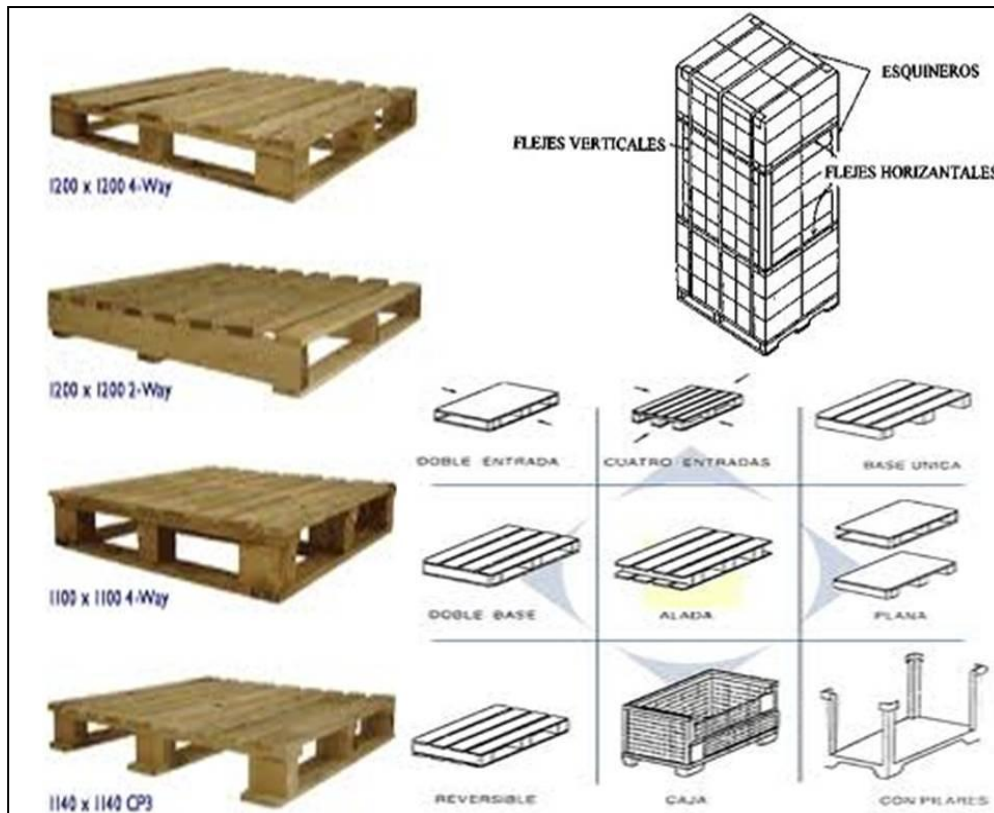 1200 x 1200 4-Way
1200 x 1200 2-Way
1100 x 1100 4-Way
1140 x 1140 CP3
ESQUINEROS
FLEJES VERTICALES
FLEJES HORIZANTALES
DOBLE ENTRADA
CUATRO ENTRADAS
BASE UNICA
DOBLE BASE
ALADA
PLANA
REVERSIBLE
CAJA
CON PILARES